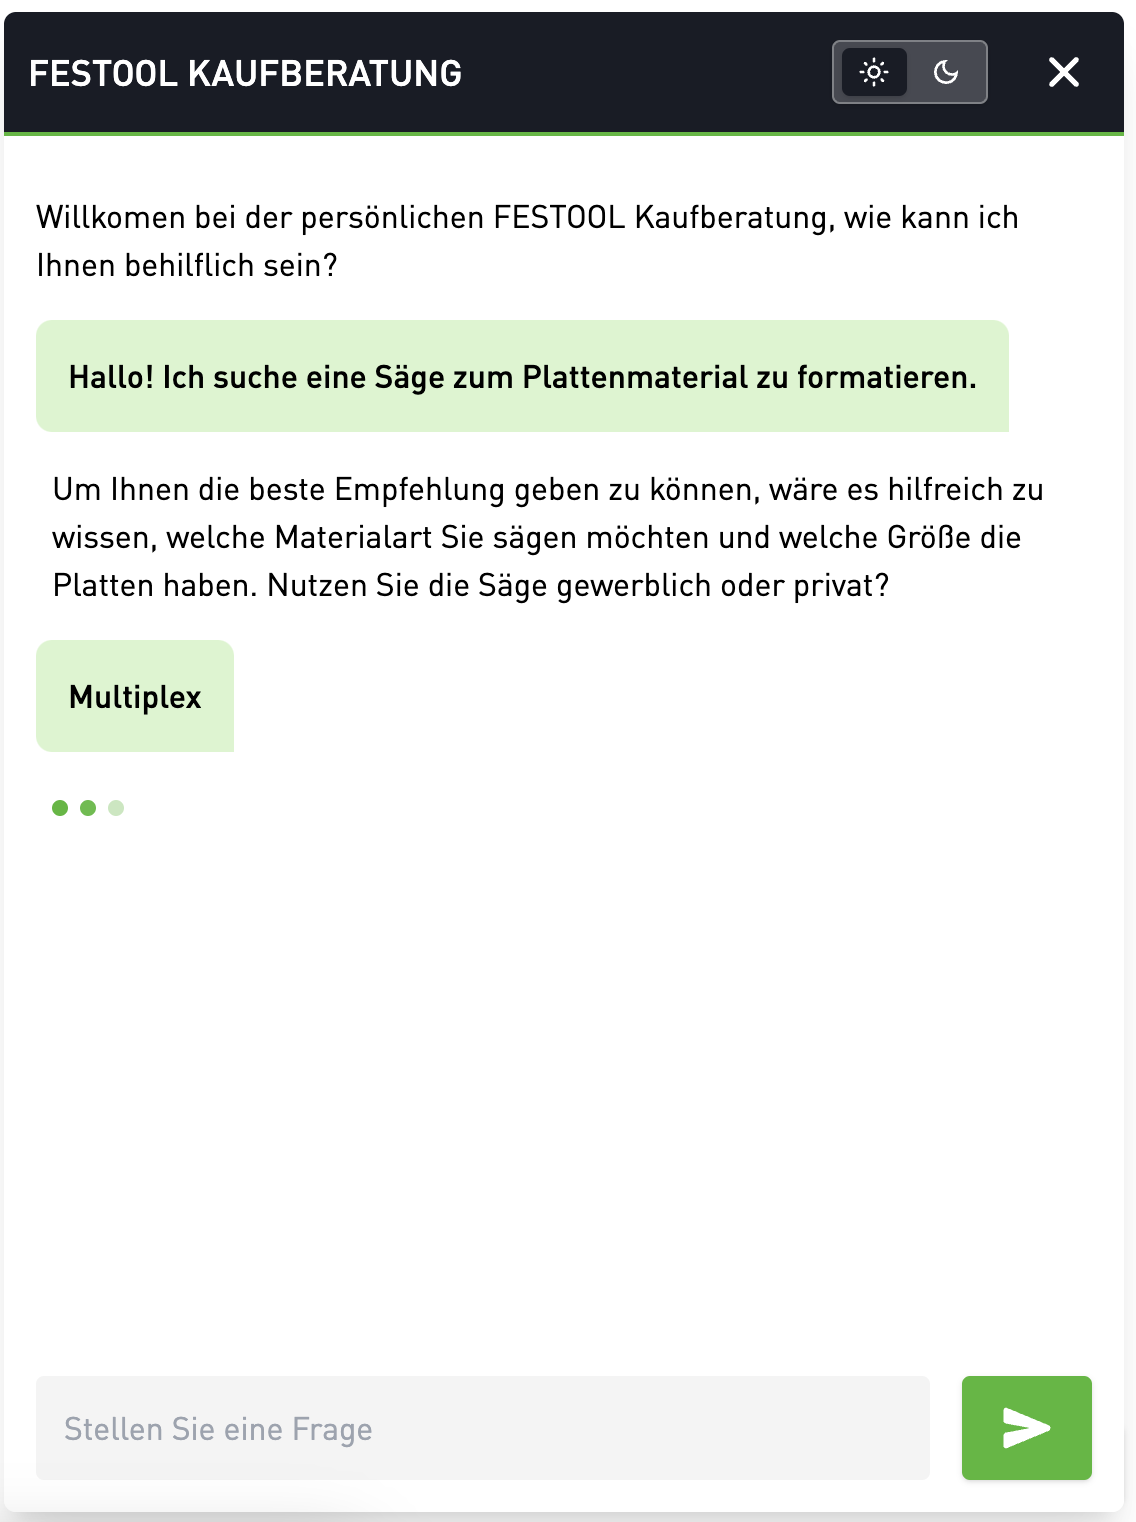 FESTOOL KAUFBERATUNG
Willkomen bei der persönlichen FESTOOL Kaufberatung, wie kann ich
Ihnen behilflich sein?
Hallo! Ich suche eine Säge zum Plattenmaterial zu formatieren.
Um Ihnen die beste Empfehlung geben zu können, wäre es hilfreich zu
wissen, welche Materialart Sie sägen möchten und welche Größe die
Platten haben. Nutzen Sie die Säge gewerblich oder privat?
Multiplex
Stellen Sie eine Frage